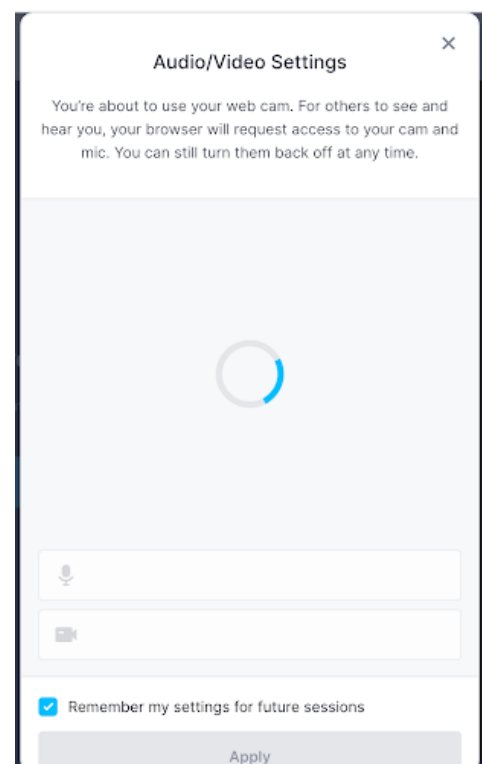 Audio/Video Settings
You're about to use your web cam. For others to see and
hear you, your browser will request access to your cam and
mic. You can still turn them back off at any time.
Remember my settings for future sessions
Apply